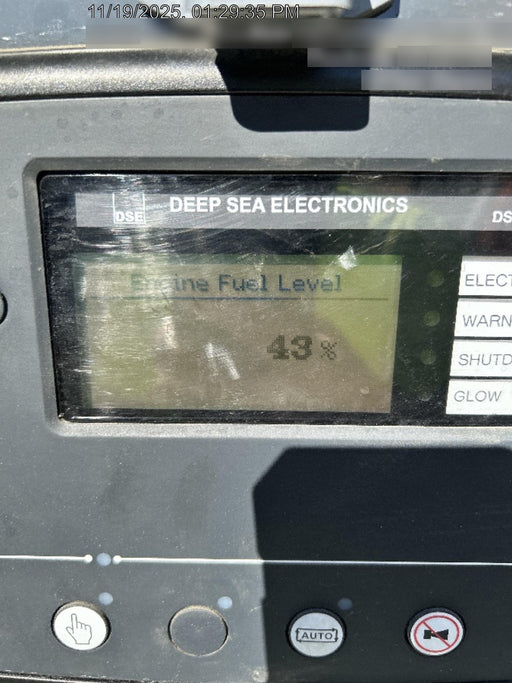 11/19/2025, 01:29:35 PM
DSE
DEEP SEA ELECTRONICS
DS
Engine Fuel Level
43 %
ELECT
WARN
SHUTD
GLOW
AUTO